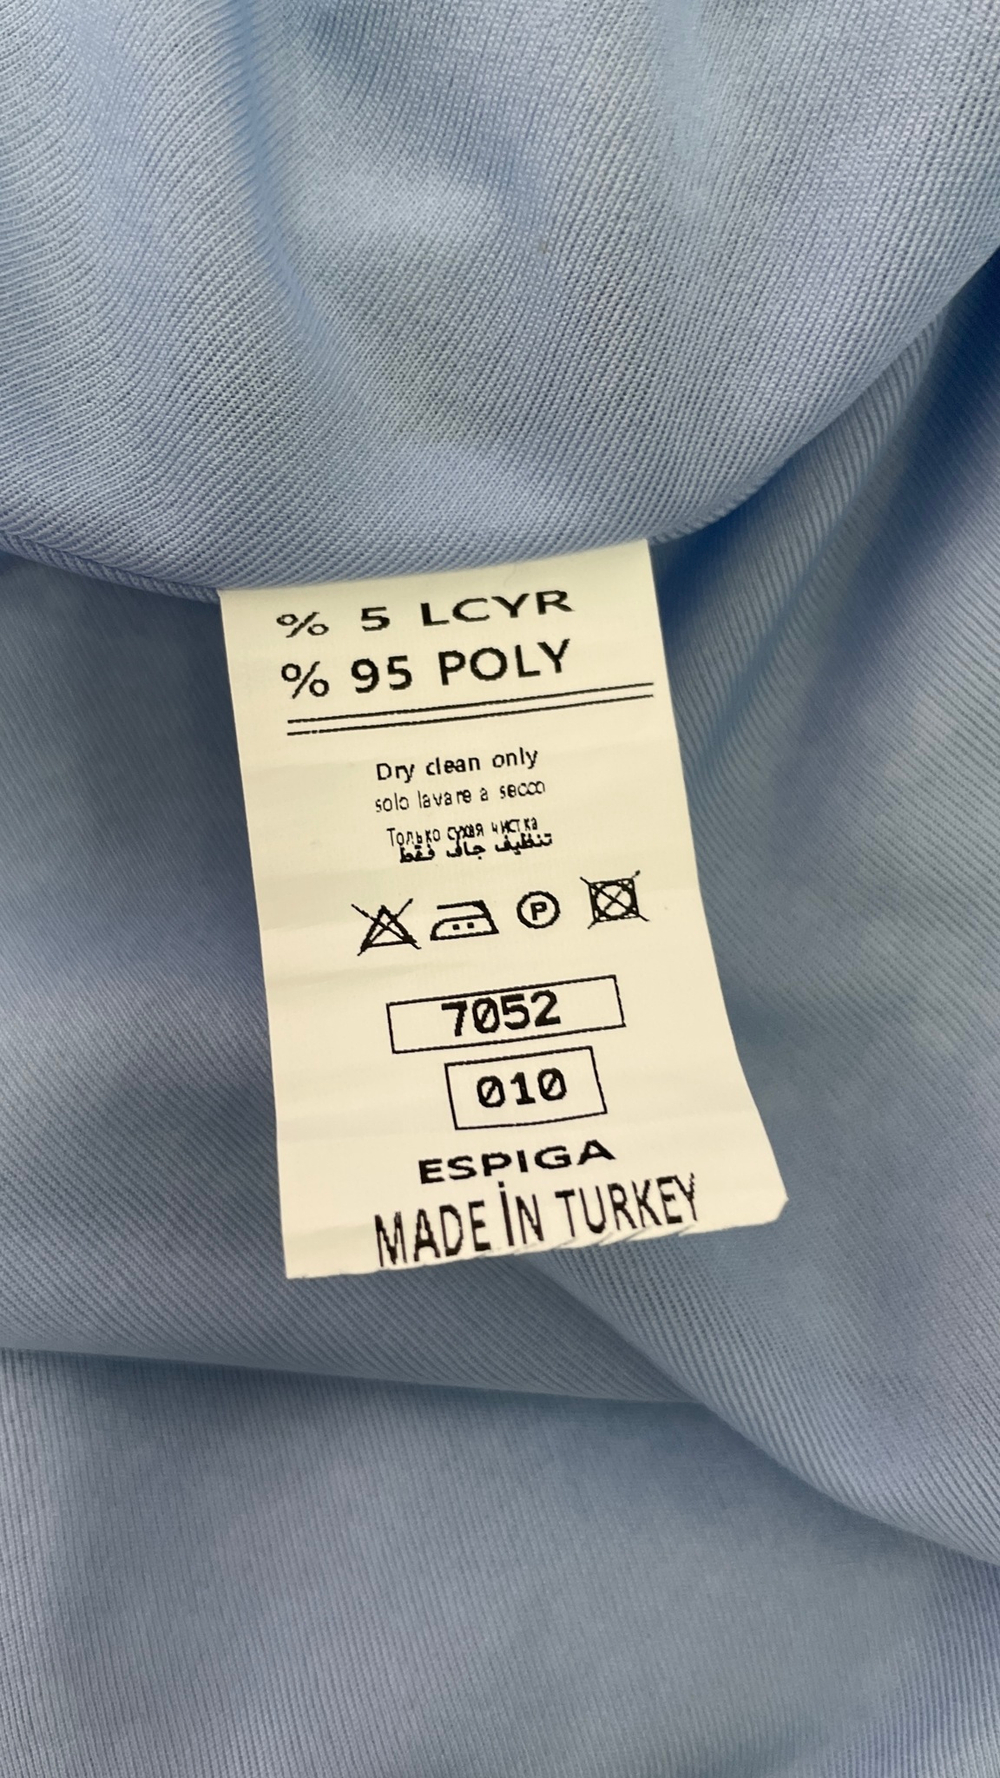 % 5 LCYR
% 95 POLY
Dry clean only
solo lavare a secco
Только сухая чистка
تنظيف جاف فقط
P
7052
010
ESPIGA
MADE İN TURKEY